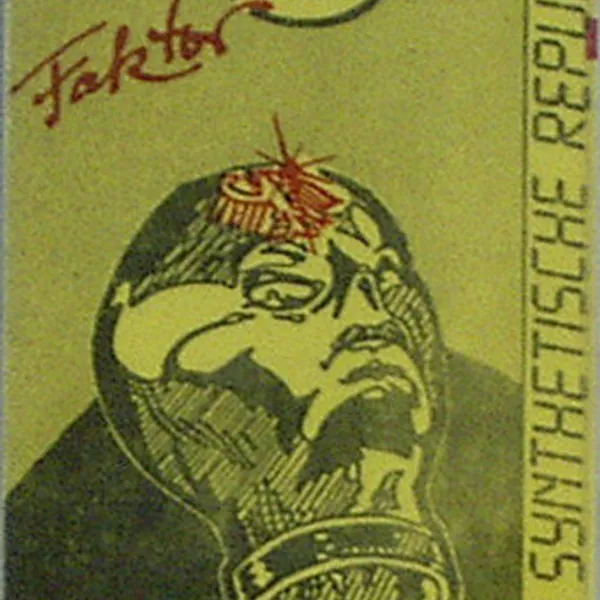 Faktor
SYNTHETISCHE REPU